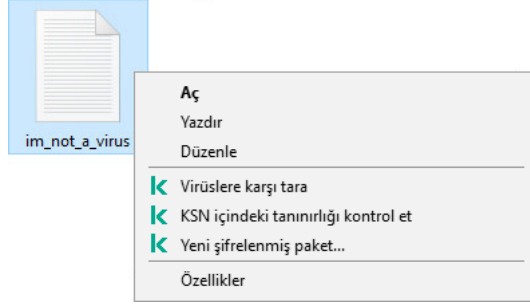 im_not_a_virus
Aç
Yazdır
Düzenle
Virüslere karşı tara
KSN içindeki tanınırlığı kontrol et
Yeni şifrelenmiş paket...
Özellikler